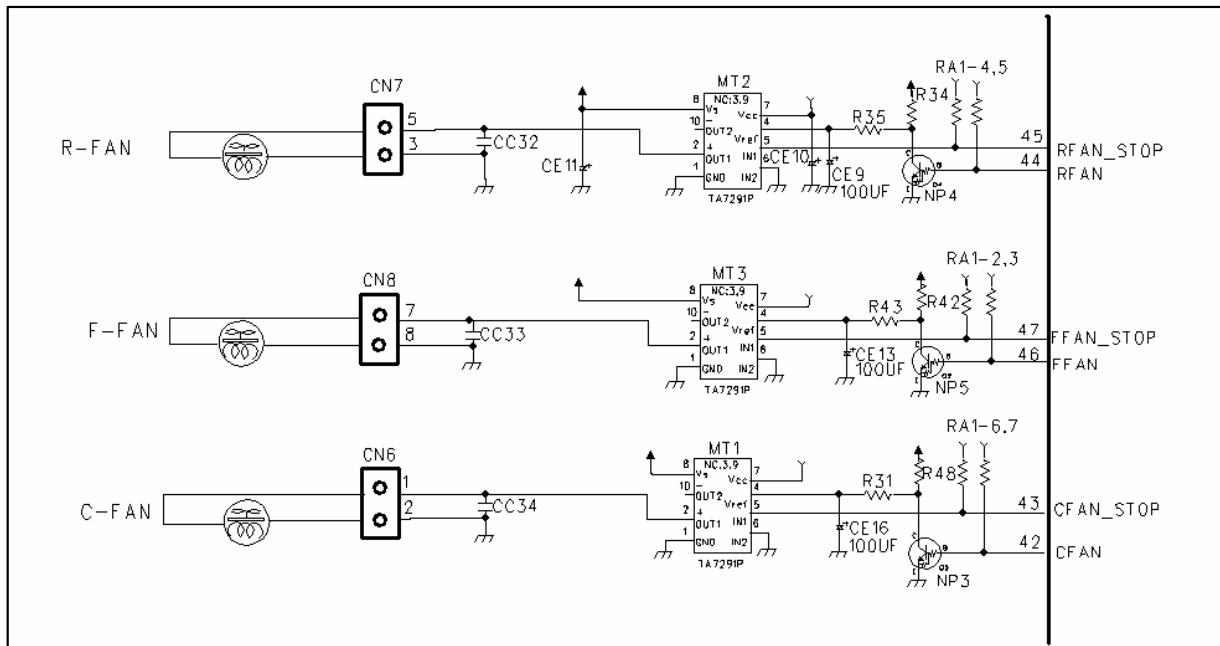 RA1-4,5
MT2
R34
CN7
NC:3,9
8
Vs
Vcc
7
10
OUT2
4
R35
5
R-FAN
3
CC32
CE11
2
+
OUT1
Vref
5
IN1
6
1
GND
IN2
TA7291P
CE10
CE9
100UF
NP4
45
RFAN_STOP
44
RFAN
RA1-2,3
MT3
R42
CN8
NC:3,9
8
Vs
7
10
OUT2
4
R43
7
F-FAN
8
CC33
2
+
OUT1
Vref
5
IN1
6
1
GND
IN2
TA7291P
CE13
100UF
NP5
47
FFAN_STOP
46
FFAN
RA1-6,7
MT1
R48
CN6
NC:3,9
8
Vs
Vcc
7
10
OUT2
4
R31
1
C-FAN
2
CC34
2
+
OUT1
Vref
5
IN1
6
1
GND
IN2
TA7291P
CE16
100UF
NP3
43
CFAN_STOP
42
CFAN